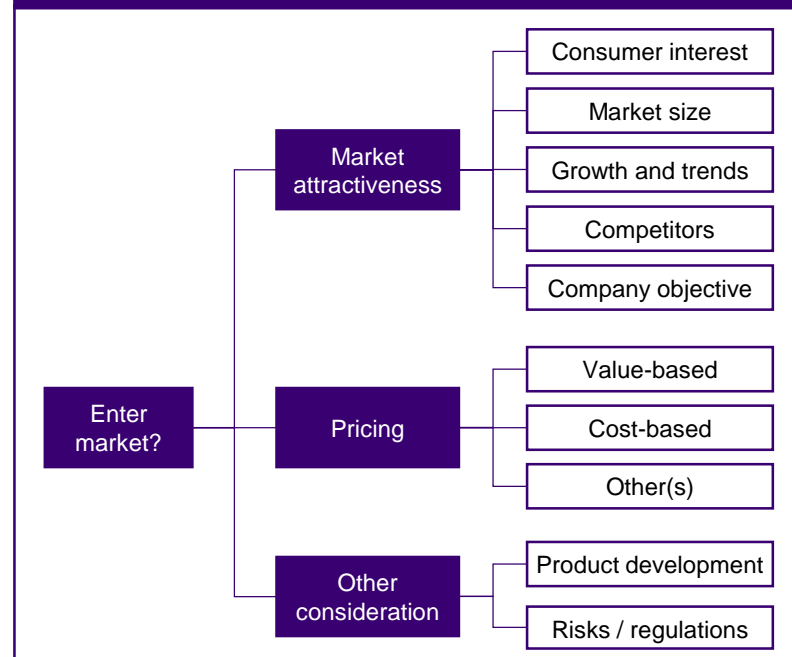 Enter
market?
Market
attractiveness
Consumer interest
Market size
Growth and trends
Competitors
Company objective
Pricing
Value-based
Cost-based
Other(s)
Other
consideration
Product development
Risks / regulations